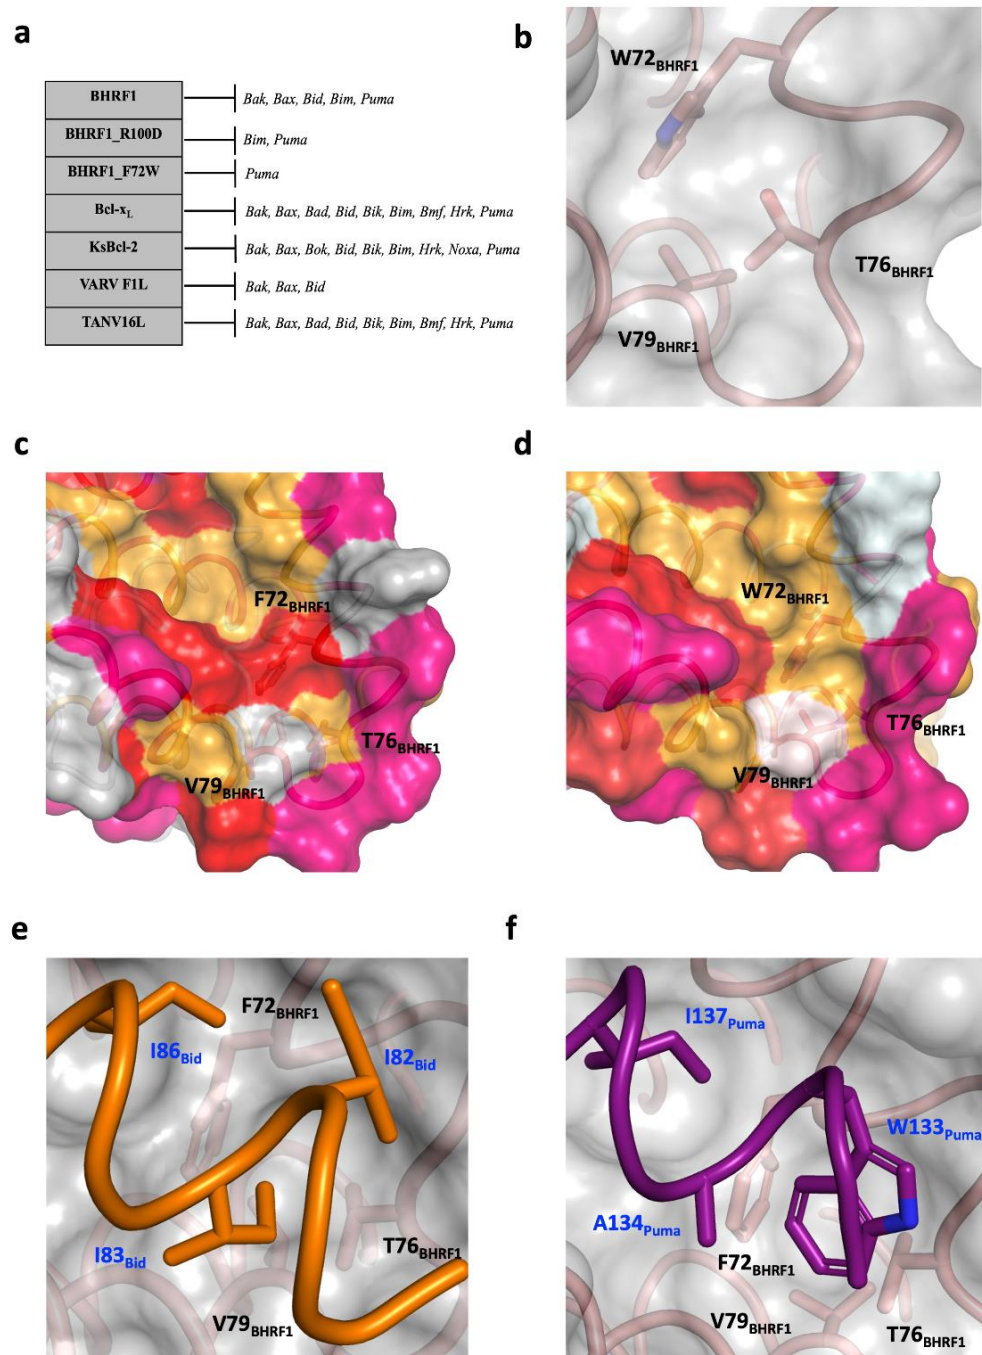 a
BHRF1 Bak, Bax, Bid, Bim, Puma
BHRF1_R100D Bim, Puma
BHRF1_F72W Puma
Bcl-xL Bak, Bax, Bad, Bid, Bik, Bim, Bmf, Hrk, Puma
KsBcl-2 Bak, Bax, Bok, Bid, Bik, Bim, Hrk, Noxa, Puma
VARV F1L Bak, Bax, Bid
TANV16L Bak, Bax, Bad, Bid, Bik, Bim, Bmf, Hrk, Puma
b
W72BHRF1
T76BHRF1
V79BHRF1
c
F72BHRF1
T76BHRF1
V79BHRF1
d
W72BHRF1
T76BHRF1
V79BHRF1
e
F72BHRF1
I86Bid
I82Bid
I83Bid
T76BHRF1
V79BHRF1
f
I137Puma
W133Puma
A134Puma
F72BHRF1
V79BHRF1
T76BHRF1